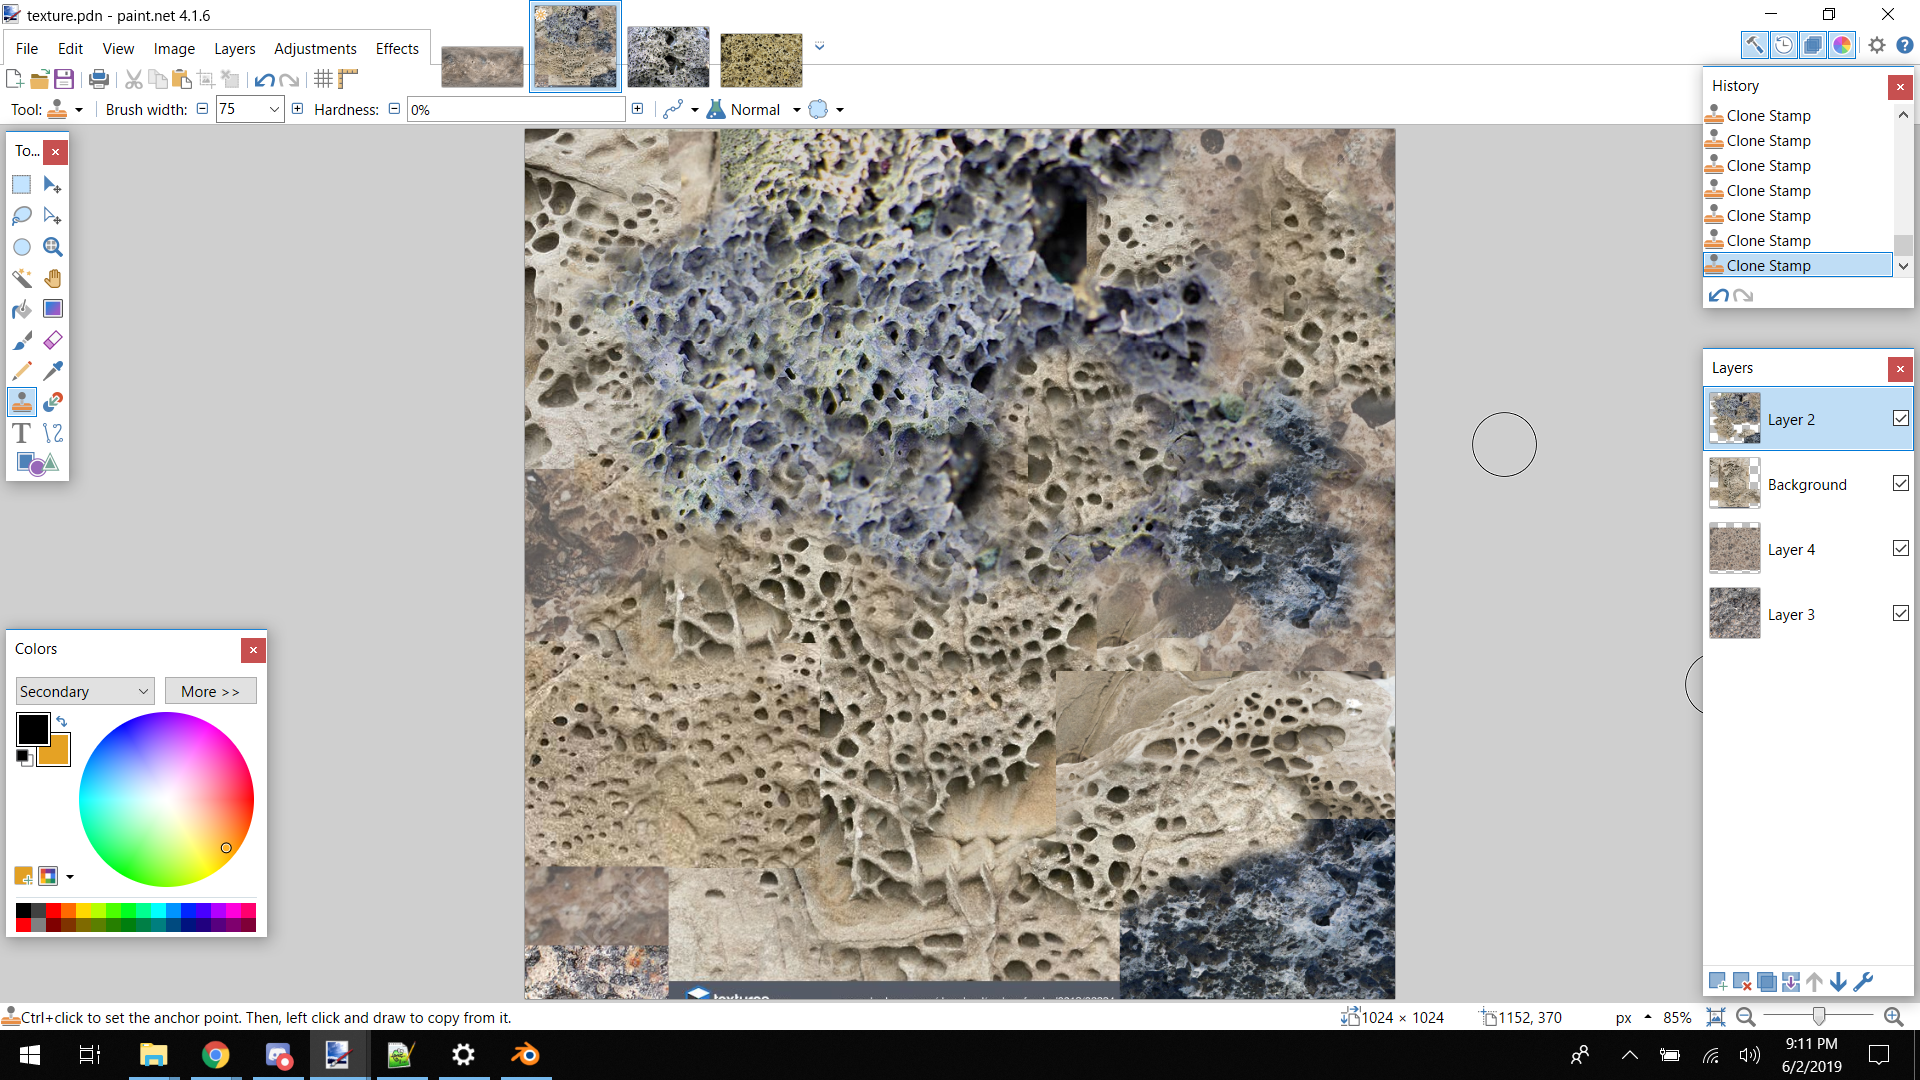 texture.pdn - paint.net 4.1.6
File Edit View Image Layers Adjustments Effects
Tool: Brush width: 75 Hardness: 0% Normal
To...
History
Clone Stamp
Clone Stamp
Clone Stamp
Clone Stamp
Clone Stamp
Clone Stamp
Clone Stamp
Layers
Layer 2
Background
Layer 4
Layer 3
Colors
Secondary More >>
Ctrl+click to set the anchor point. Then, left click and draw to copy from it.
1024 × 1024 1152, 370 px 85%
9:11 PM
6/2/2019